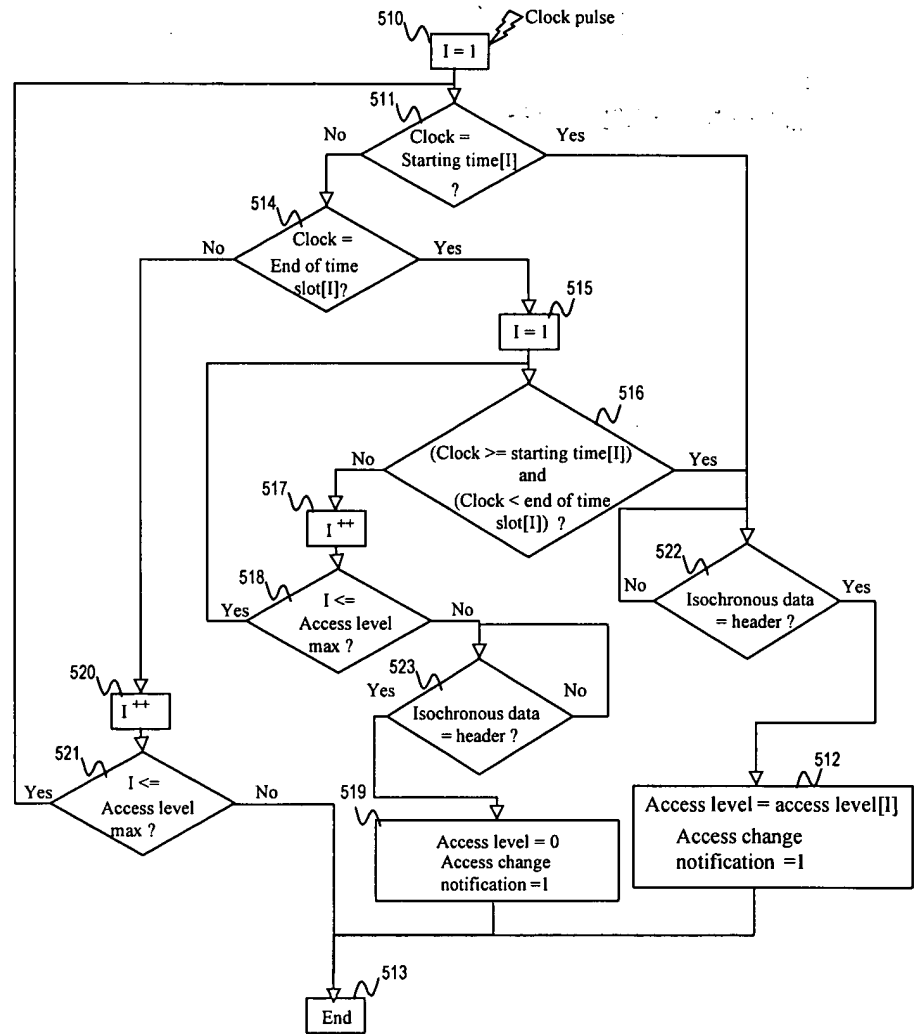 510
Clock pulse
I = 1
511
No
Clock =
Starting time[I]
?
Yes
514
No
Clock =
End of time
slot[I]?
Yes
515
I = 1
516
No
(Clock >= starting time[I])
and
(Clock < end of time
slot[I]) ?
Yes
517
I ++
518
Yes
I <=
Access level
max ?
No
522
No
Isochronous data
= header ?
Yes
523
Yes
Isochronous data
= header ?
No
520
I ++
521
Yes
I <=
Access level
max ?
No
519
Access level = 0
Access change
notification =1
512
Access level = access level[I]
Access change
notification =1
513
End